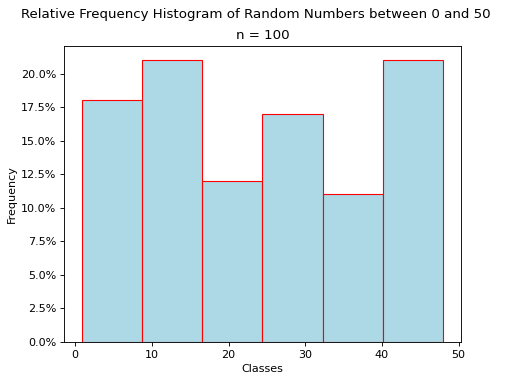 Relative Frequency Histogram of Random Numbers between 0 and 50
n = 100
20.0%
17.5%
15.0%
12.5%
10.0%
7.5%
5.0%
2.5%
0.0%
Frequency
0 10 20 30 40 50
Classes